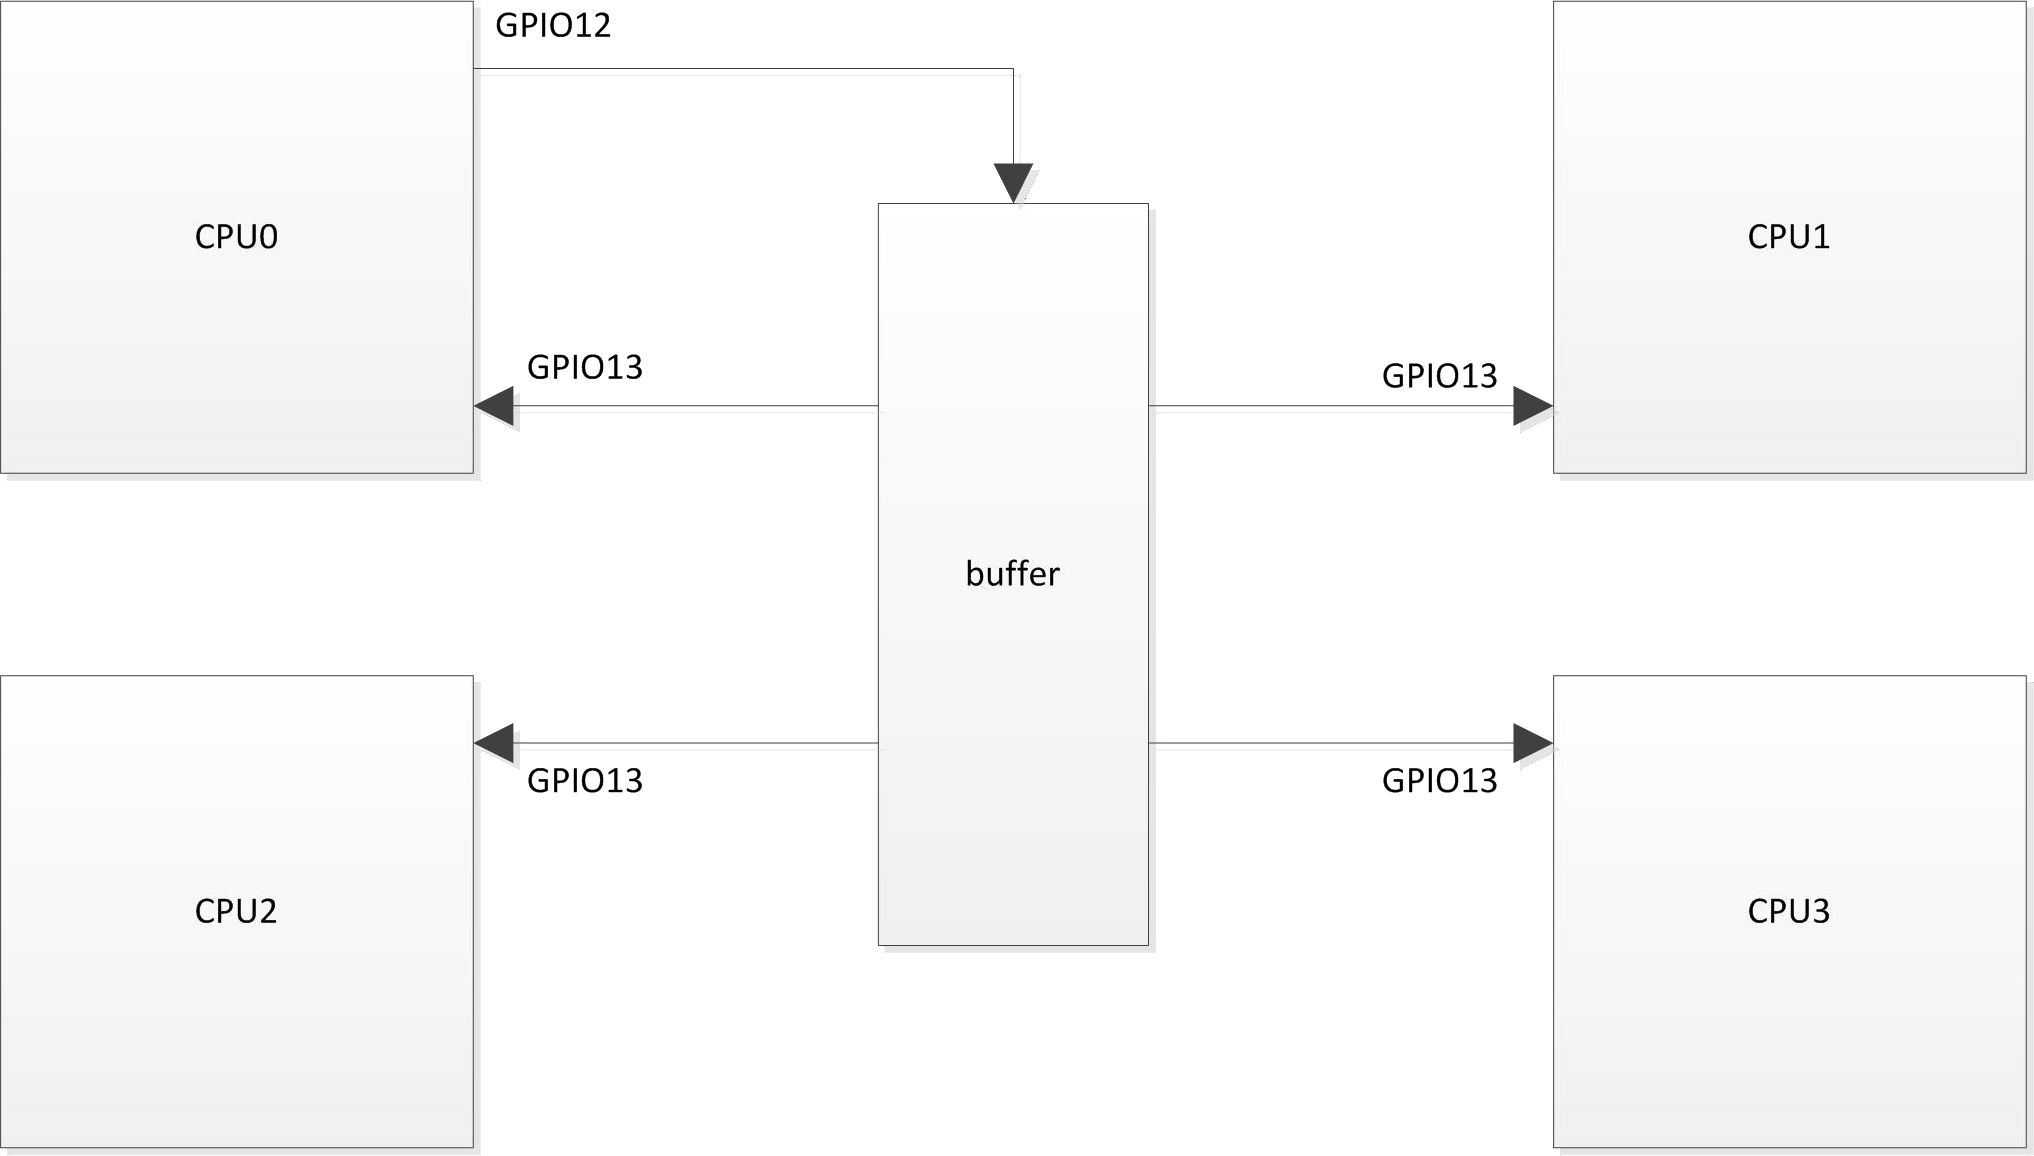 GPIO12
CPU0
CPU1
GPIO13
GPIO13
buffer
GPIO13
GPIO13
CPU2
CPU3